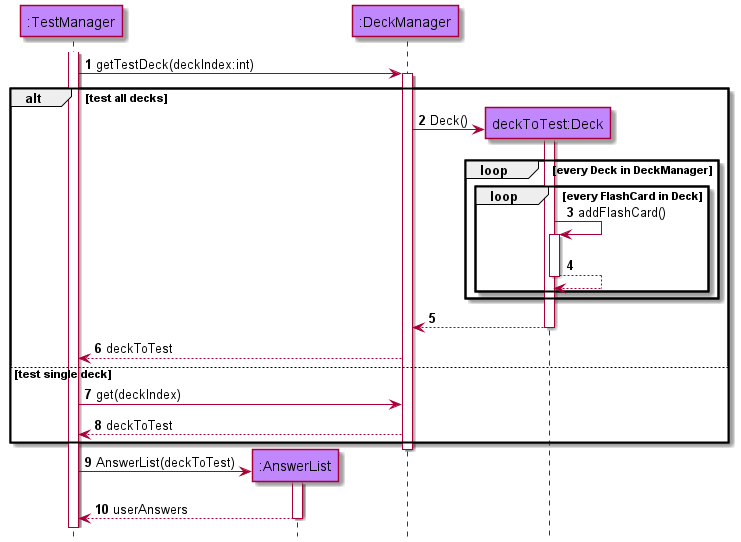 :TestManager
:DeckManager
1 getTestDeck(deckIndex:int)
alt
[test all decks]
2 Deck()
deckToTest:Deck
loop
[every Deck in DeckManager]
loop
[every FlashCard in Deck]
3 addFlashCard()
4
5
6 deckToTest
[test single deck]
7 get(deckIndex)
8 deckToTest
9 AnswerList(deckToTest)
:AnswerList
10 userAnswers